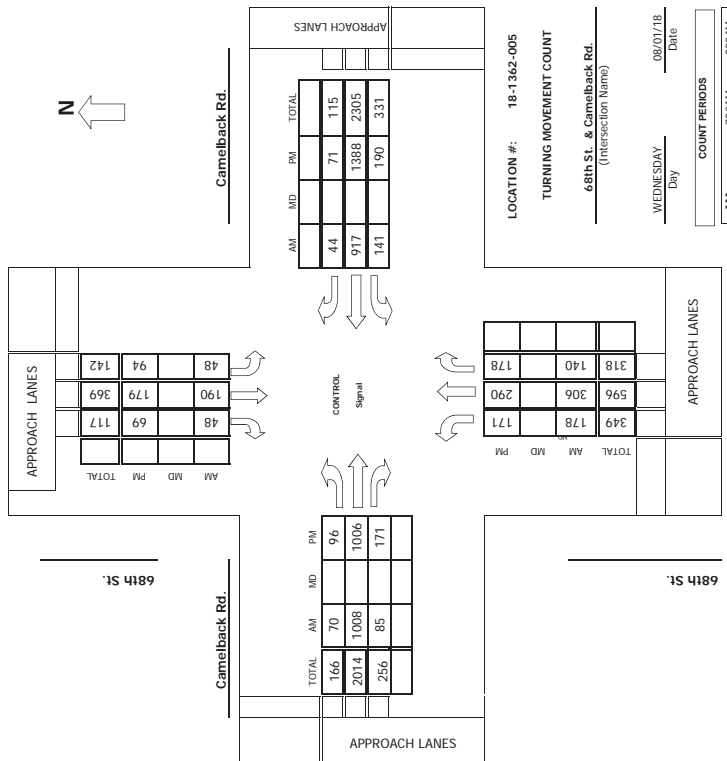 N
APPROACH LANES
Camelback Rd.
AM MD PM TOTAL
44 71 115
917 1388 2305
141 190 331
APPROACH LANES
TOTAL 117 369 142
PM 69 179 94
MD
AM 48 190 48
CONTROL
Signal
LOCATION #: 18-1362-005
TURNING MOVEMENT COUNT
68th St. & Camelback Rd.
(Intersection Name)
WEDNESDAY 08/01/18
Day Date
COUNT PERIODS
PM 171 290 178
MD
MD
AM 178 306 140
TOTAL 349 596 318
APPROACH LANES
68th St.
68th St.
Camelback Rd.
TOTAL AM MD PM
166 70 96
2014 1008 1006
256 85 171
APPROACH LANES